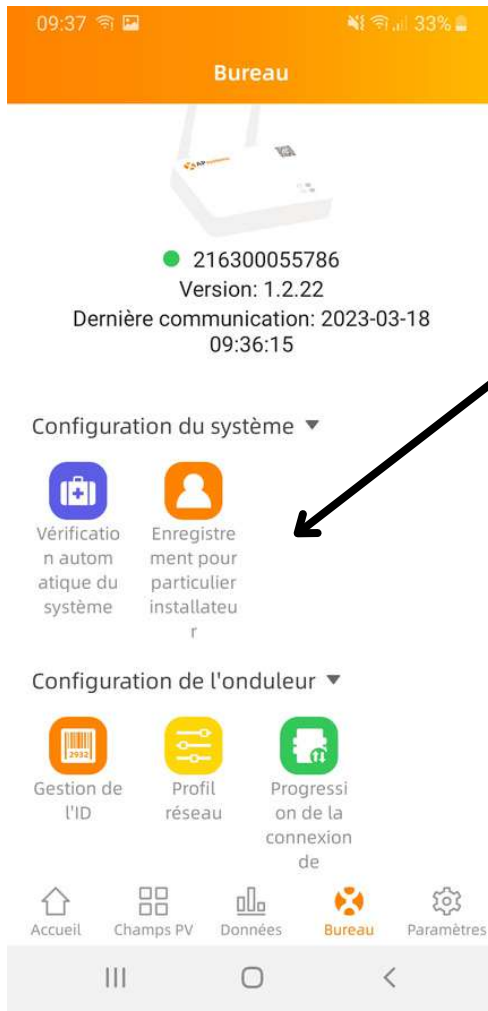 09:37 33%
Bureau
216300055786
Version: 1.2.22
Dernière communication: 2023-03-18
09:36:15
Configuration du système
Vérificatio
n autom
atique du
système
Enregistre
ment pour
particulier
installateu
r
Configuration de l'onduleur
2932
Gestion de
l'ID
Profil
réseau
Progressi
on de la
connexion
de
Accueil Champs PV Données Bureau Paramètres